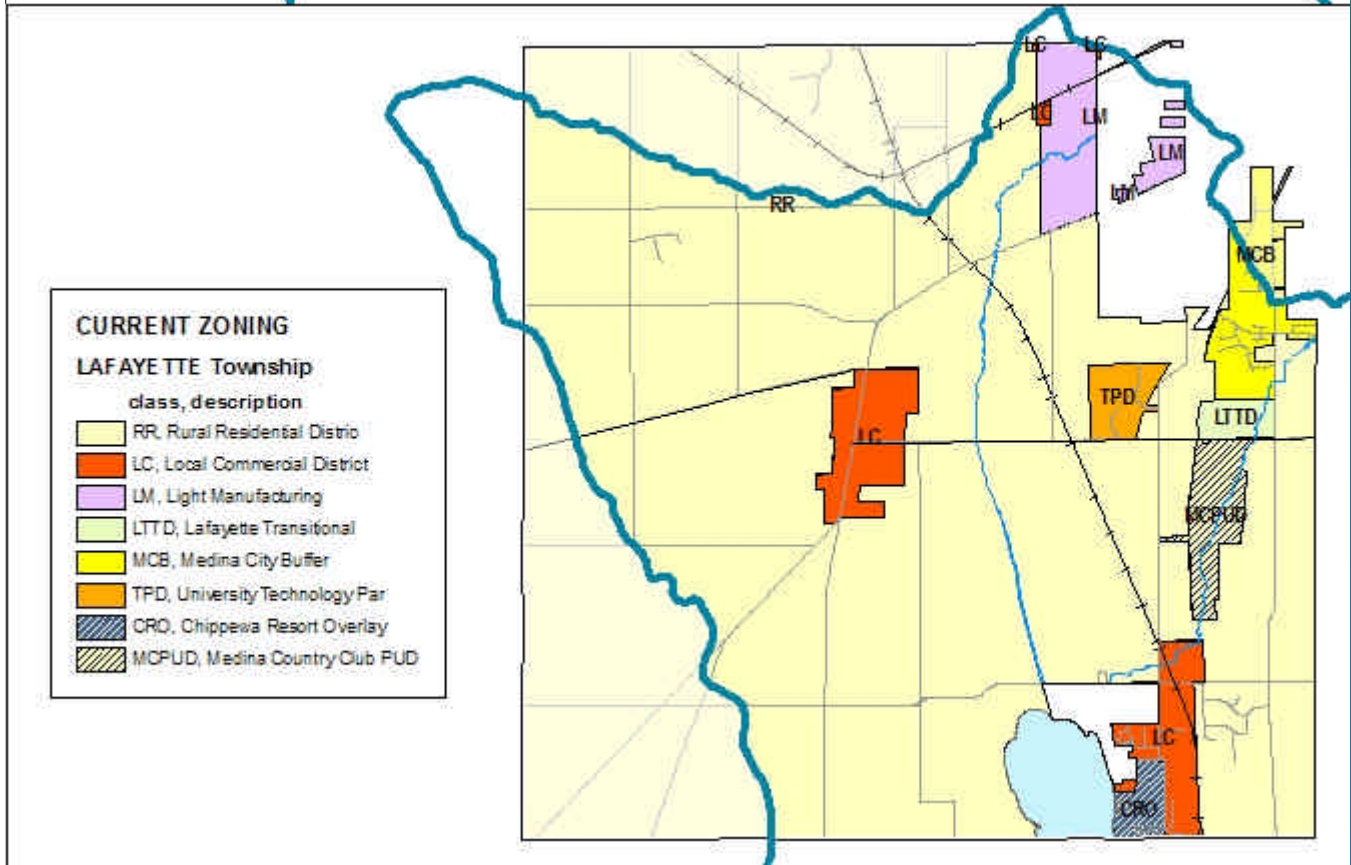 CURRENT ZONING
LAFAYETTE Township
class, description
RR, Rural Residential Distric
LC, Local Commercial District
LM, Light Manufacturing
LTTD, Lafayette Transitional
MCB, Medina City Buffer
TPD, University Technology Par
CRO, Chippewa Resort Overlay
MCPUD, Medina Country Club PUD
LC
LC
LC
LM
LM
LM
RR
MCB
TPD
LTTD
LC
MCPUD
LC
CRO